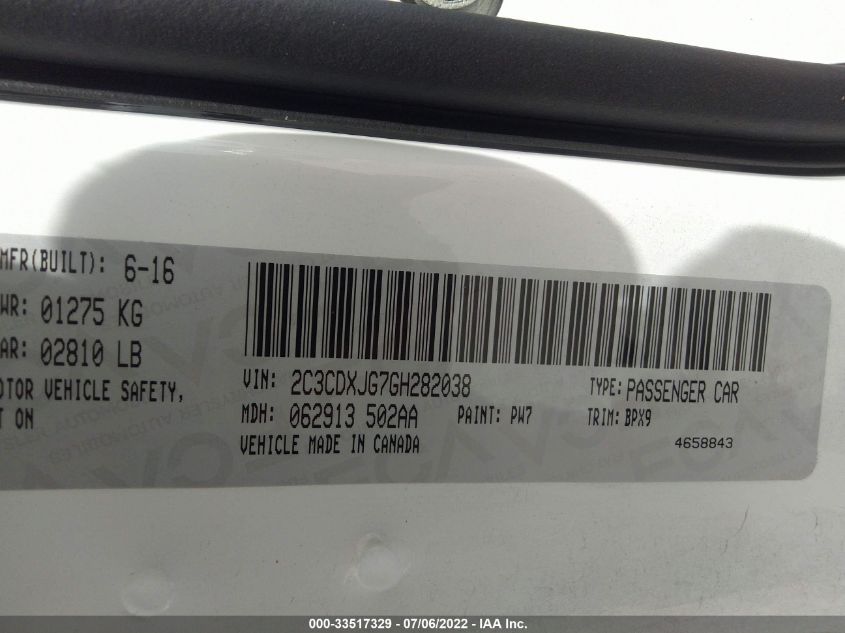 MFR(BUILT): 6-16
WR: 01275 KG
AR: 02810 LB
OTOR VEHICLE SAFETY,
T ON
VIN: 2C3CDXJG7GH282038 TYPE: PASSENGER CAR
MDH: 062913 502AA PAINT: PW7 TRIM: BPX9
VEHICLE MADE IN CANADA 4658843
000-33517329 - 07/06/2022 - IAA Inc.